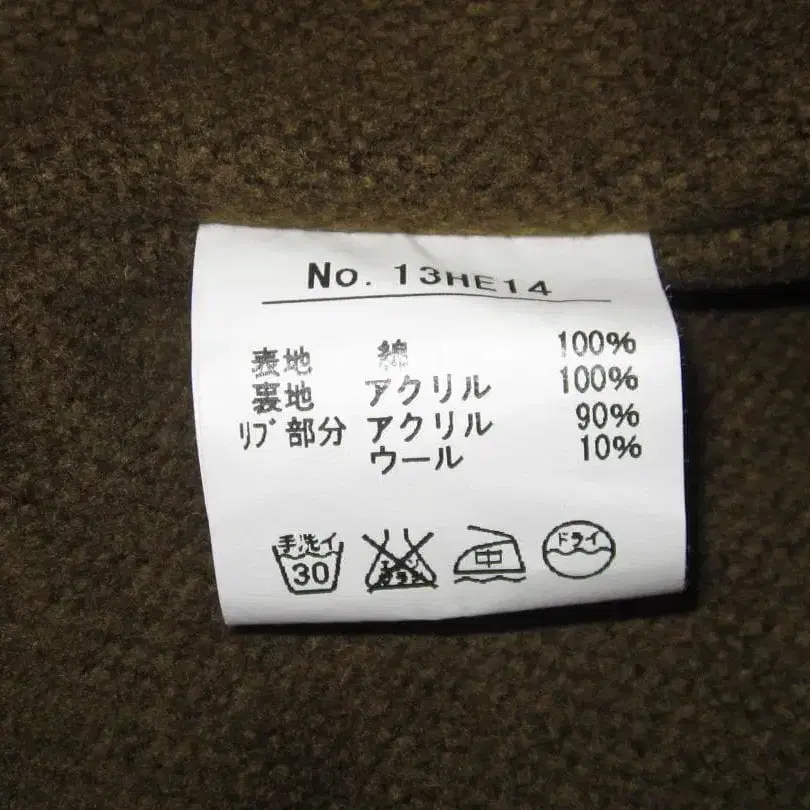 No. 13HE14
表地 綿 100%
裏地 アクリル 100%
ﾘﾌﾞ部分 アクリル 90%
ウール 10%
手洗イ 30 中 ドライ